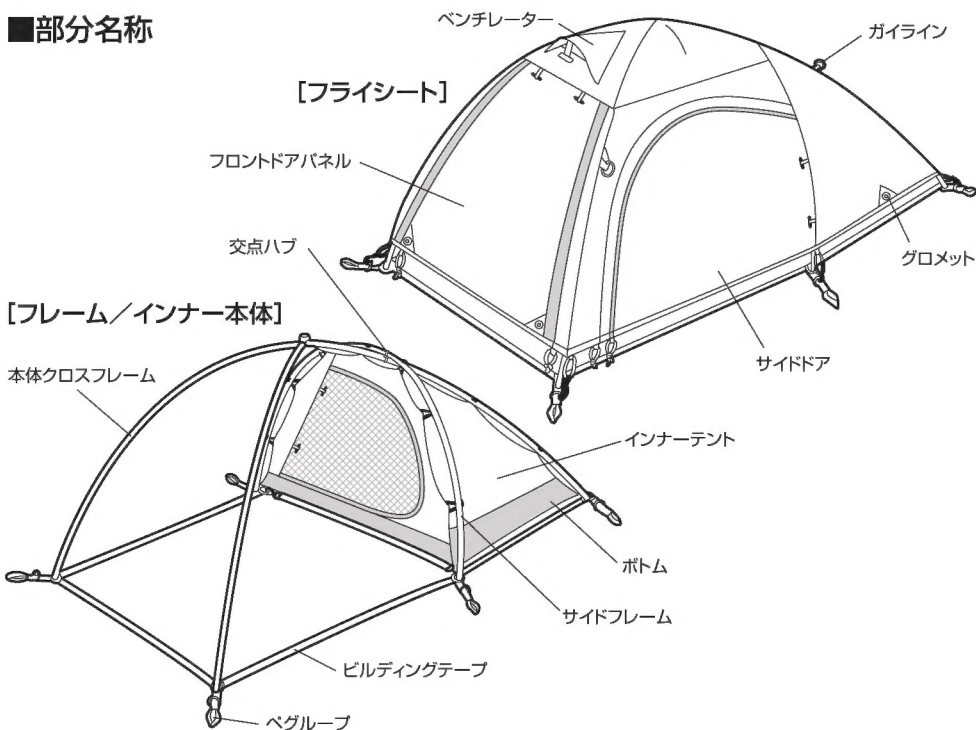 ■部分名称
ベンチレーター
ガイライン
[フライシート]
フロントドアパネル
グロメット
交点ハブ
サイドドア
[フレーム／インナー本体]
本体クロスフレーム
インナーテント
ボトム
サイドフレーム
ビルディングテープ
ペグループ